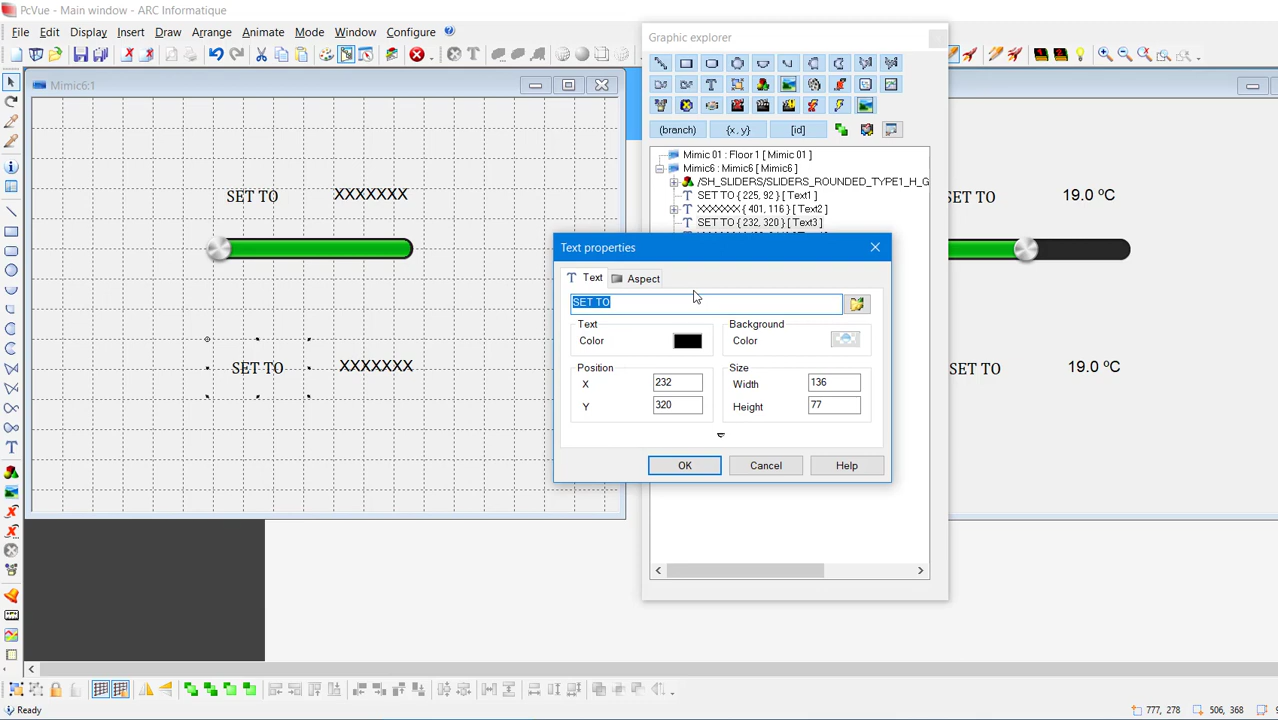 PcVue - Main window - ARC Informatique
File Edit Display Insert Draw Arrange Animate Mode Window Configure
Graphic explorer
Mimic6:1
(branch) {x, y} [id]
Mimic 01 : Floor 1 [ Mimic 01 ]
Mimic6 : Mimic6 [ Mimic6 ]
/SH_SLIDERS/SLIDERS_ROUNDED_TYPE1_H_G
SET TO { 225, 92 } [ Text1 ]
XXXXXXX { 401, 116 } [ Text2 ]
SET TO { 232, 320 } [ Text3 ]
SET TO XXXXXXX
SET TO 19.0 ºC
SET TO XXXXXXX
SET TO 19.0 ºC
Text properties
Text Aspect
SET TO
Text
Color
Background
Color
Position
X 232
Y 320
Size
Width 136
Height 77
OK Cancel Help
Ready
777, 278
506, 368